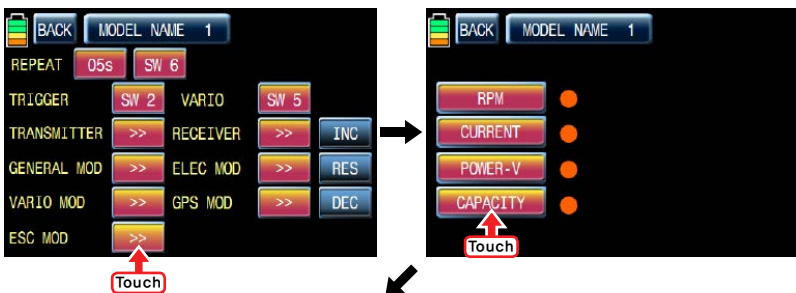 BACK MODEL NAME 1
REPEAT 05s SW 6
TRIGGER SW 2 VARIO SW 5
TRANSMITTER >> RECEIVER >> INC
GENERAL MOD >> ELEC MOD >> RES
VARIO MOD >> GPS MOD >> DEC
ESC MOD >>
Touch
BACK MODEL NAME 1
RPM
CURRENT
POWER-V
CAPACITY
Touch